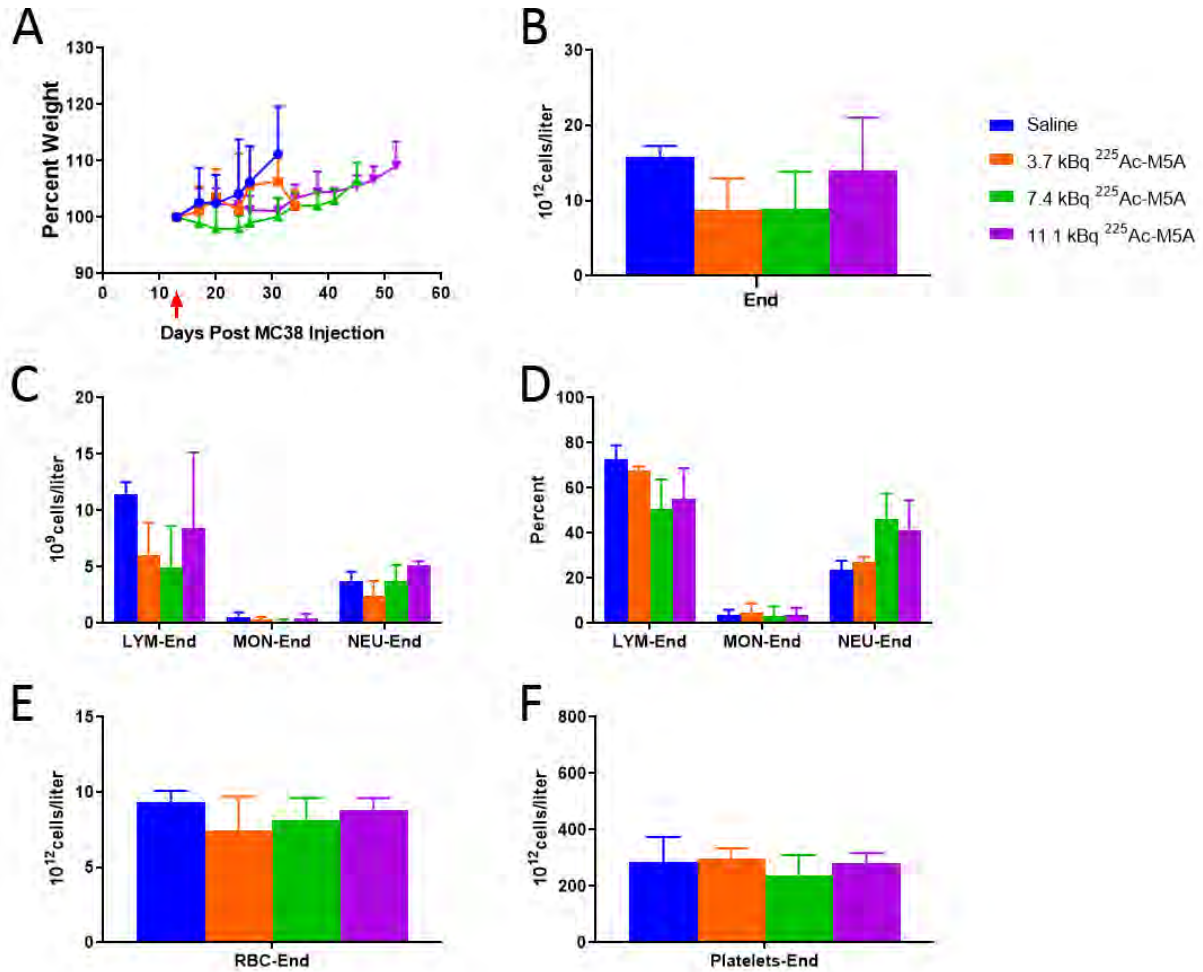 A
130
120
110
100
90
Percent Weight
0 10 20 30 40 50 60
Days Post MC38 Injection
B
30
20
10
0
10¹²cells/liter
End
Saline
3.7 kBq ²²⁵Ac-M5A
7.4 kBq ²²⁵Ac-M5A
11 1 kBq ²²⁵Ac-M5A
C
20
15
10
5
0
10⁹cells/liter
LYM-End MON-End NEU-End
D
100
80
60
40
20
0
Percent
LYM-End MON-End NEU-End
E
15
10
5
0
10¹²cells/liter
RBC-End
F
800
600
400
200
0
10¹²cells/liter
Platelets-End